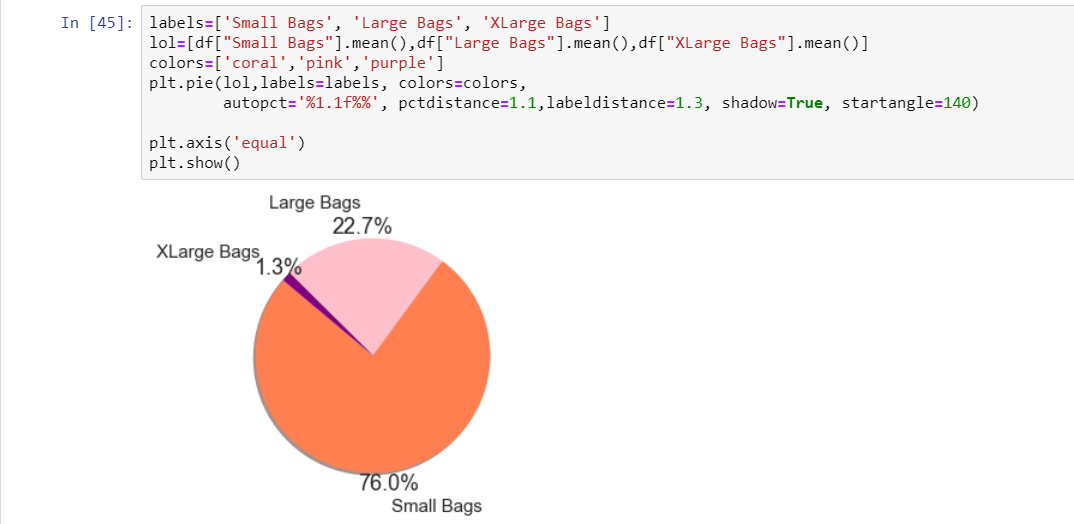 In [45]:
labels=['Small Bags', 'Large Bags', 'XLarge Bags']
lol=[df["Small Bags"].mean(),df["Large Bags"].mean(),df["XLarge Bags"].mean()]
colors=['coral','pink','purple']
plt.pie(lol,labels=labels, colors=colors,
        autopct='%1.1f%%', pctdistance=1.1,labeldistance=1.3, shadow=True, startangle=140)
plt.axis('equal')
plt.show()
Large Bags
22.7%
XLarge Bags
1.3%
76.0%
Small Bags